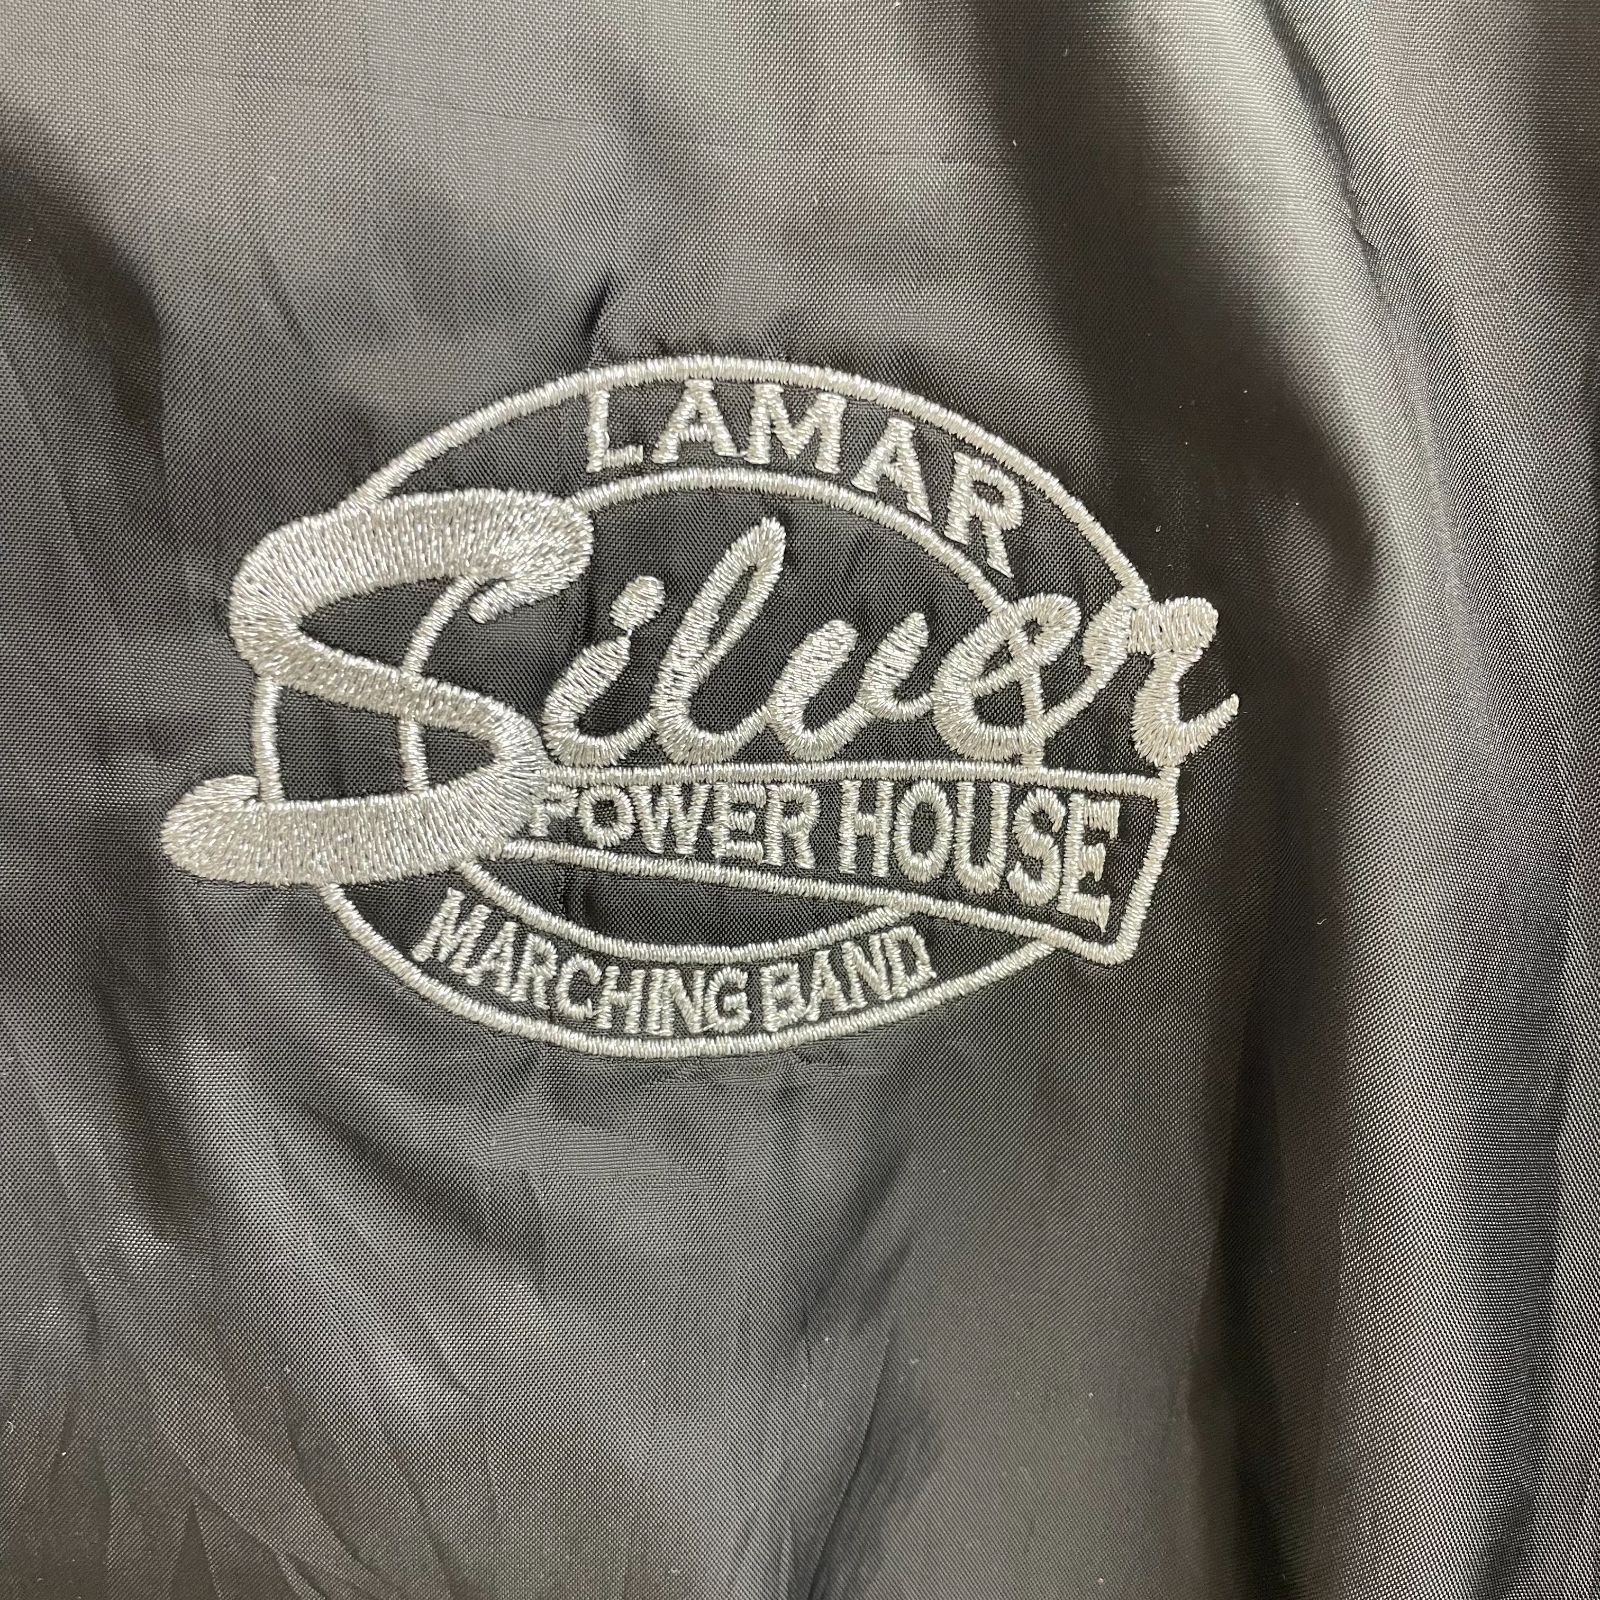 LAMAR
Silver
POWER HOUSE
MARCHING BAND